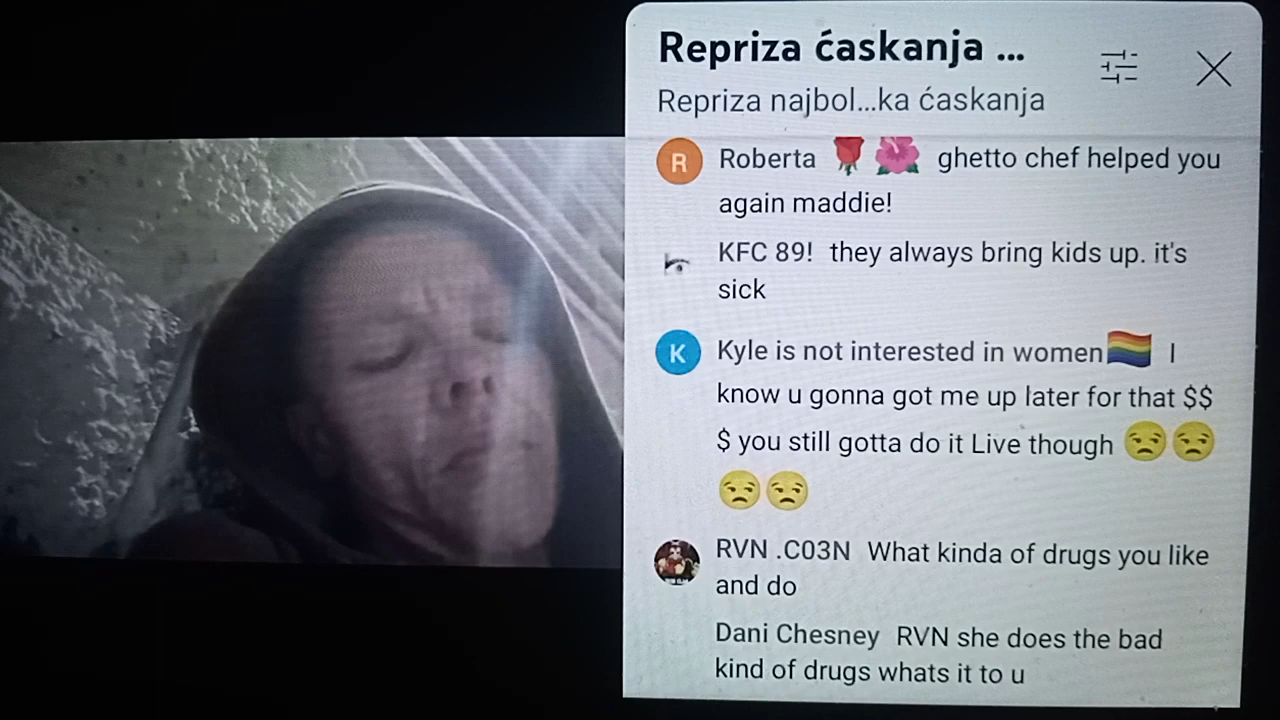 Repriza ćaskanja ...
Repriza najbol...ka ćaskanja
R Roberta 🌹🌺 ghetto chef helped you
again maddie!
KFC 89! they always bring kids up. it's
sick
K Kyle is not interested in women🏳️‍🌈 I
know u gonna got me up later for that $$
$ you still gotta do it Live though 😒😒
😒😒
RVN .C03N What kinda of drugs you like
and do
Dani Chesney RVN she does the bad
kind of drugs whats it to u